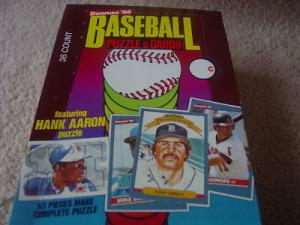 Donruss '86
BASEBALL
PUZZLE & CARDS
36 COUNT
featuring
HANK AARON
puzzle
63 PIECES MAKE
COMPLETE PUZZLE